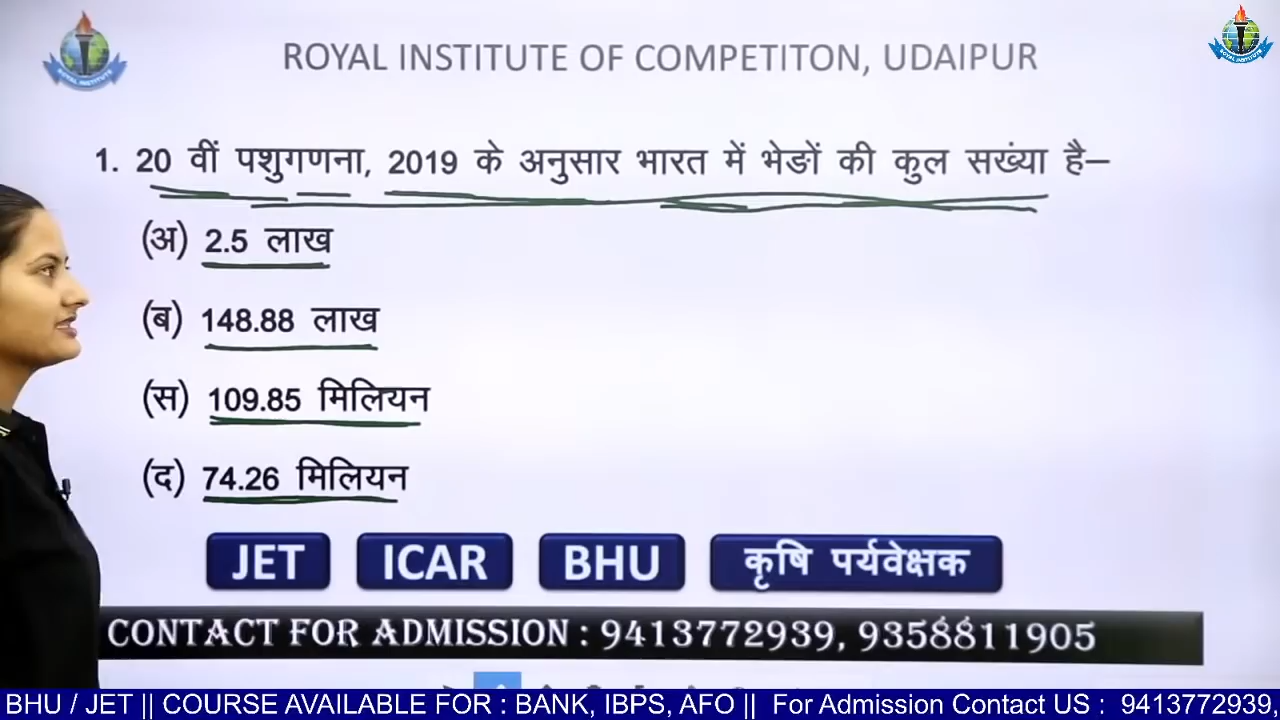 ROYAL INSTITUTE OF COMPETITON, UDAIPUR
1. 20 वीं पशुगणना, 2019 के अनुसार भारत में भेङों की कुल सख्ंया है–
(अ) 2.5 लाख
(ब) 148.88 लाख
(स) 109.85 मिलियन
(द) 74.26 मिलियन
JET ICAR BHU कृषि पर्यवेक्षक
CONTACT FOR ADMISSION : 9413772939, 9358811905
BHU / JET || COURSE AVAILABLE FOR : BANK, IBPS, AFO || For Admission Contact US : 9413772939,